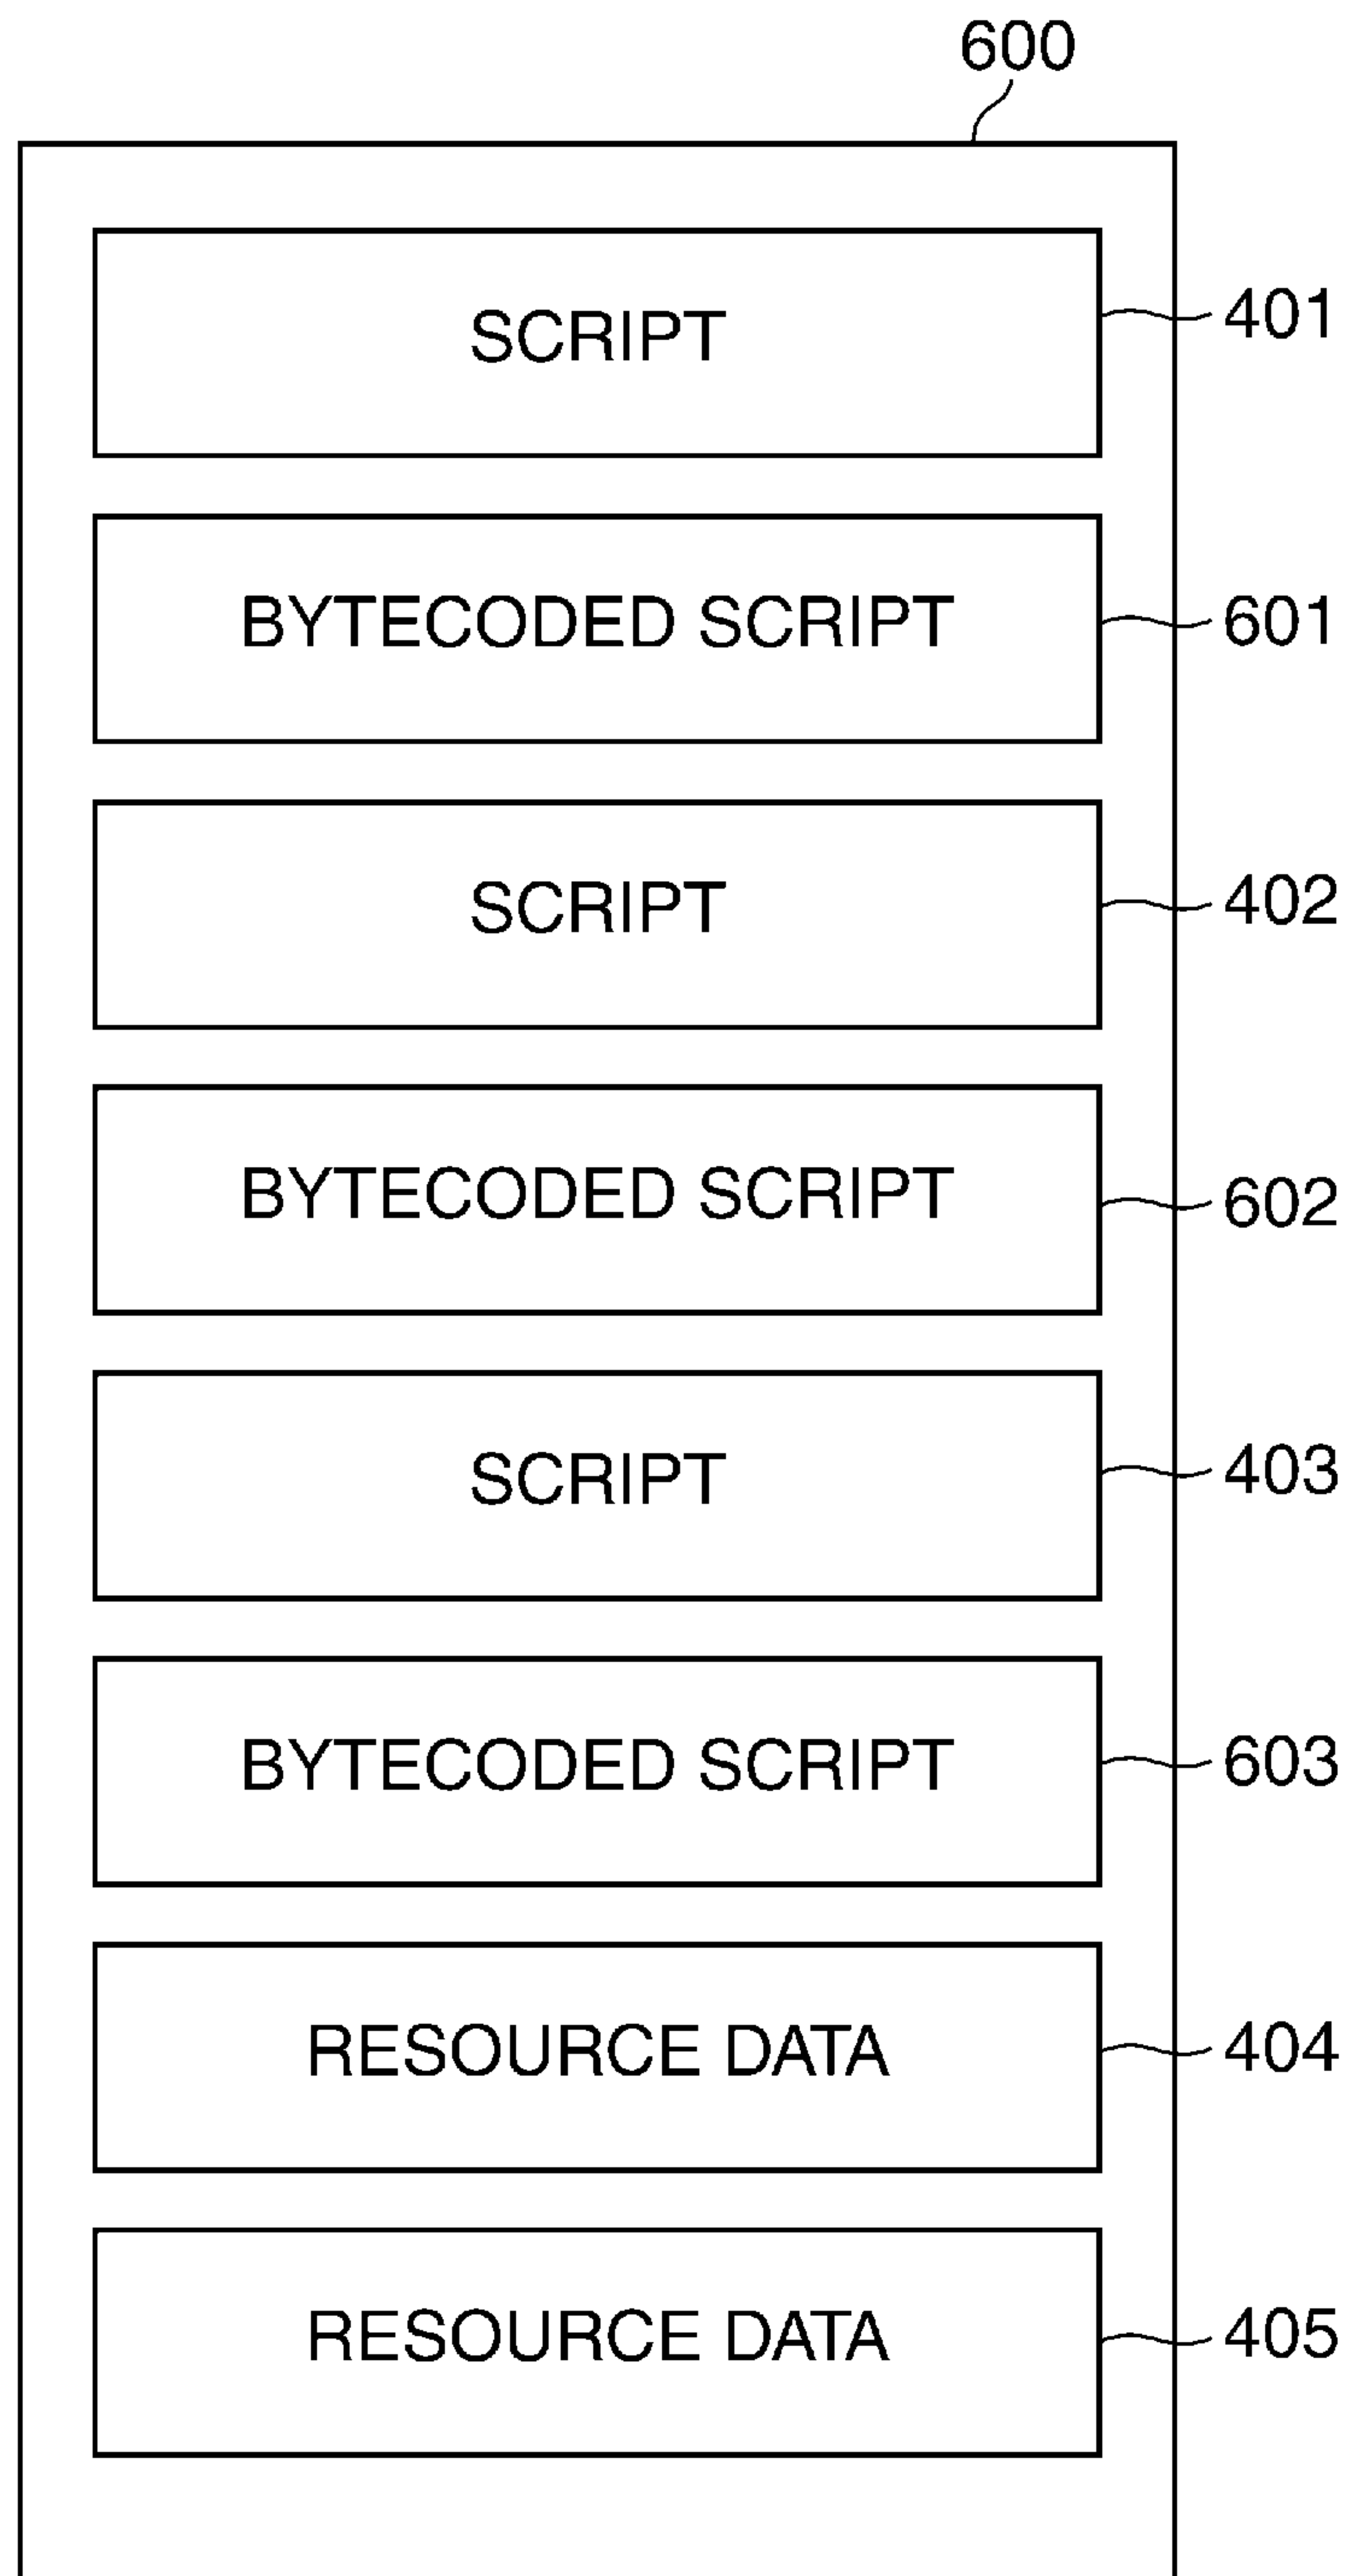 600
SCRIPT 401
BYTECODED SCRIPT 601
SCRIPT 402
BYTECODED SCRIPT 602
SCRIPT 403
BYTECODED SCRIPT 603
RESOURCE DATA 404
RESOURCE DATA 405